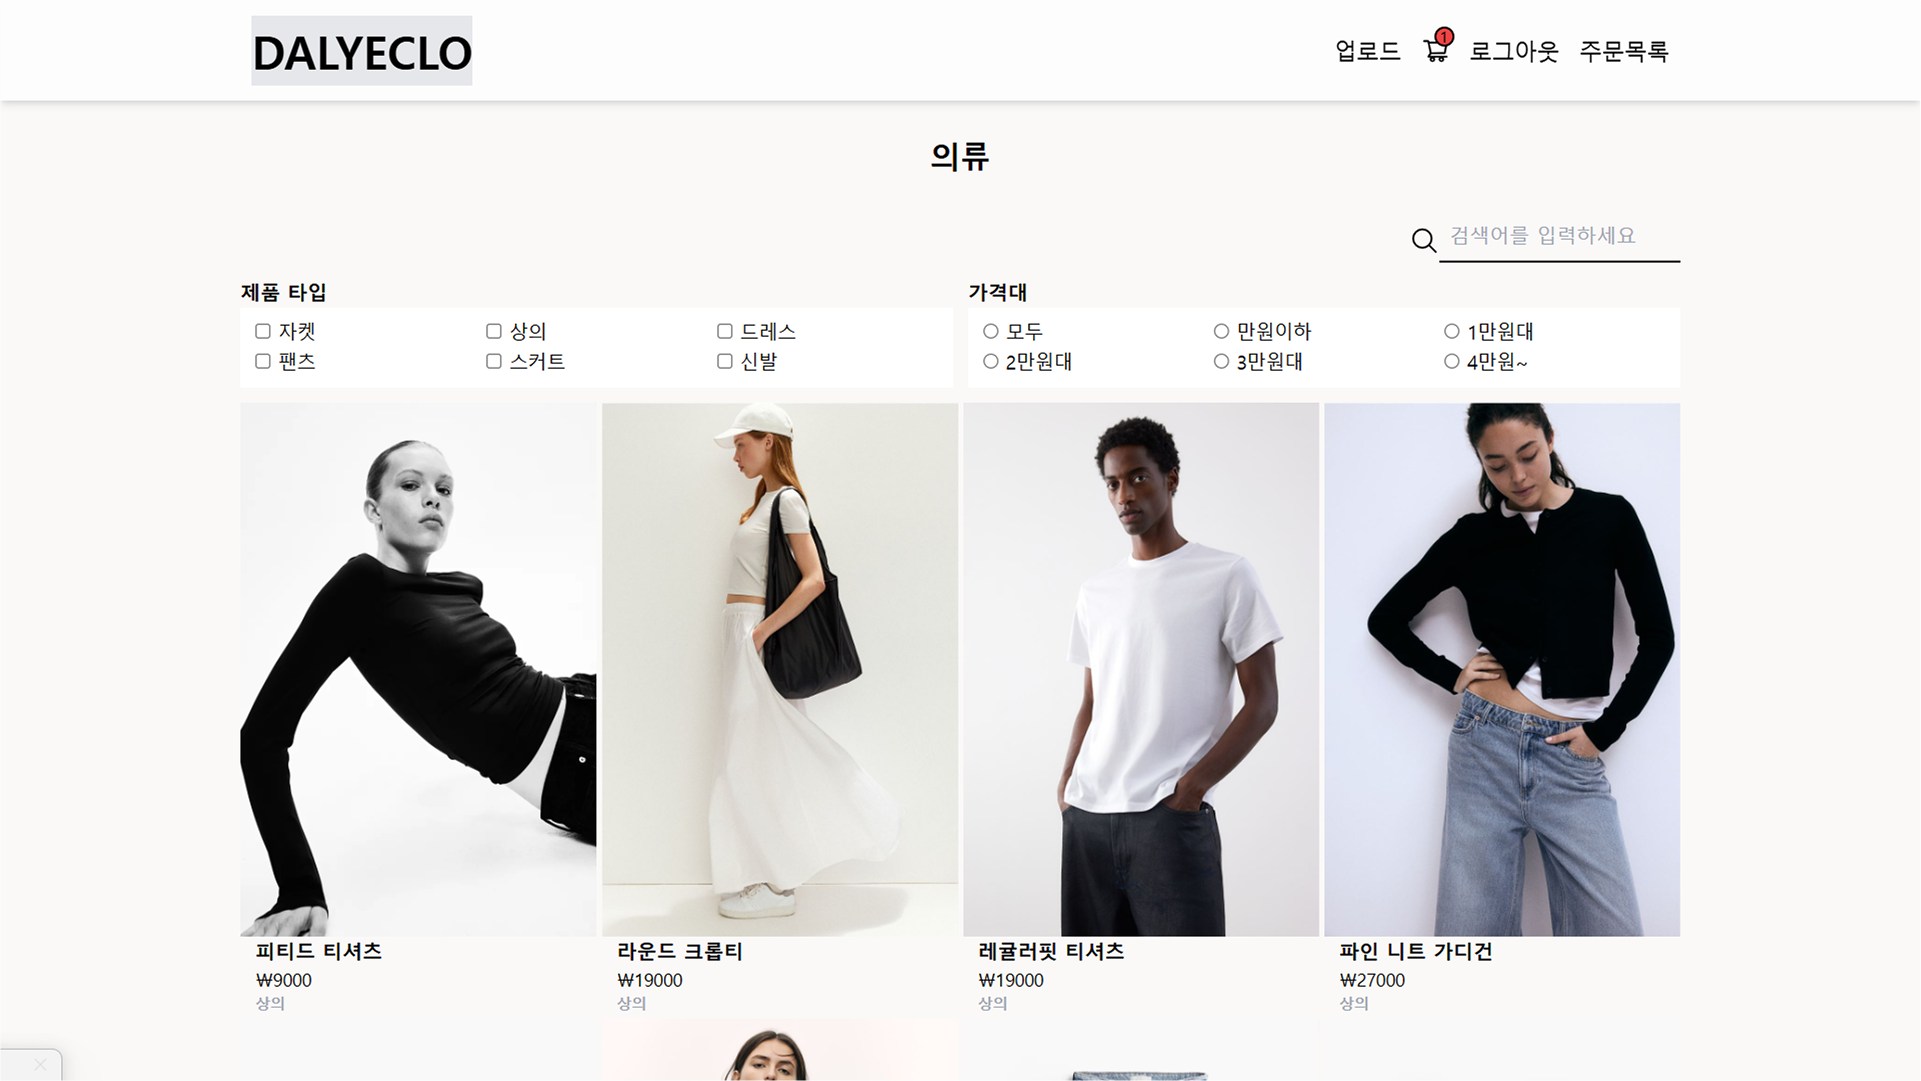 DALYECLO
업로드 1 로그아웃 주문목록
의류
검색어를 입력하세요
제품 타입
자켓 상의 드레스
팬츠 스커트 신발
가격대
모두 만원이하 1만원대
2만원대 3만원대 4만원~
피티드 티셔츠
₩9000
상의
라운드 크롭티
₩19000
상의
레귤러핏 티셔츠
₩19000
상의
파인 니트 가디건
₩27000
상의